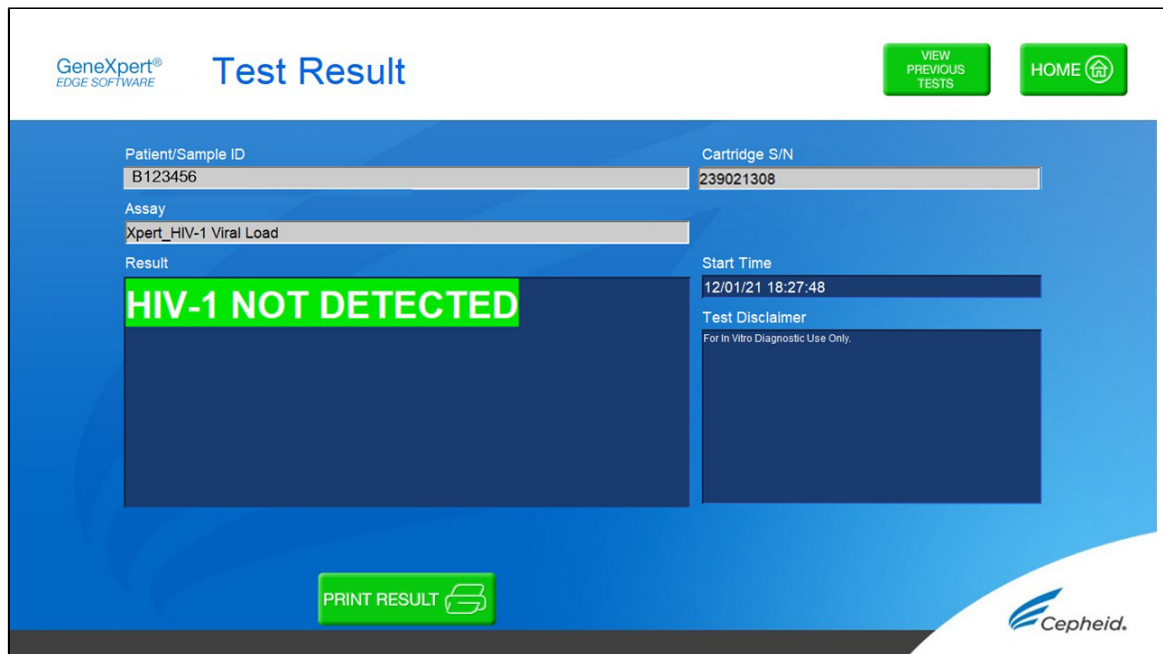 GeneXpert®
EDGE SOFTWARE
Test Result
VIEW
PREVIOUS
TESTS
HOME
Patient/Sample ID
B123456
Cartridge S/N
239021308
Assay
Xpert_HIV-1 Viral Load
Result
HIV-1 NOT DETECTED
Start Time
12/01/21 18:27:48
Test Disclaimer
For In Vitro Diagnostic Use Only.
PRINT RESULT
Cepheid.